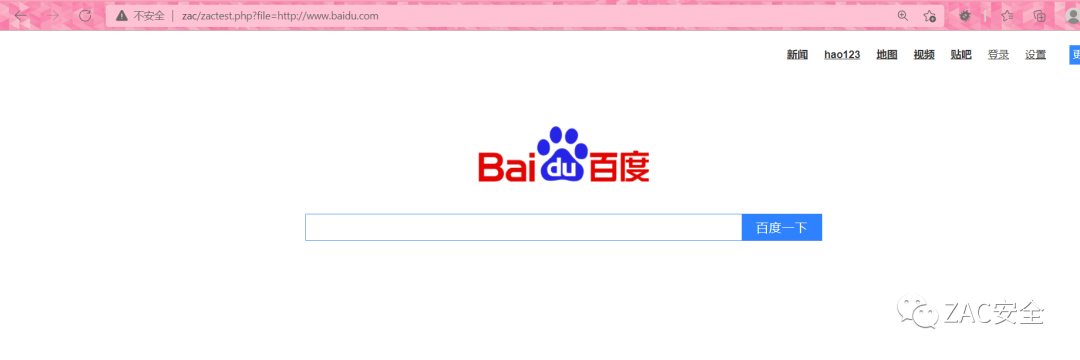 不安全 | zac/zactest.php?file=http://www.baidu.com
新闻 hao123 地图 视频 贴吧 登录 设置
Bai du 百度
百度一下
ZAC安全